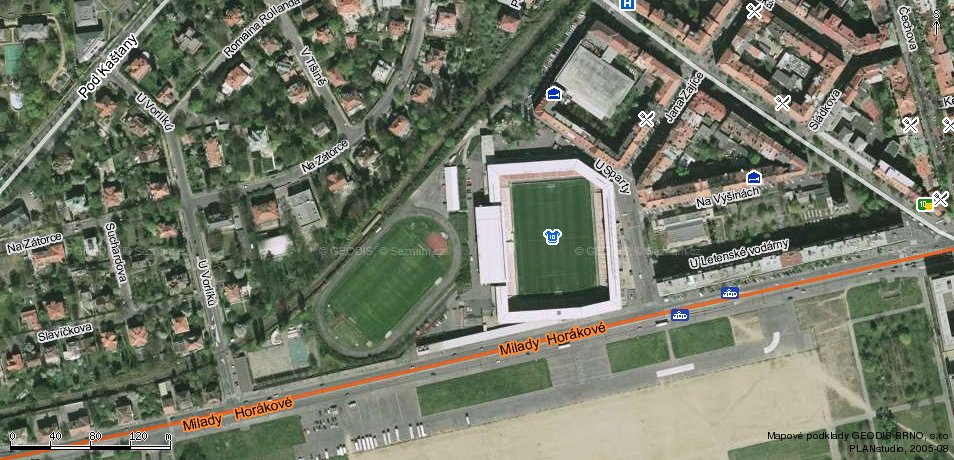 H
Romaina Rollanda
Pod Kaštany
V Tišině
U Vorlíků
Na Zátorce
Jana Zajíce
Sládkova
Čechova
U Sparty
Na Výšinách
10
10
U Letenské vodárny
Na Zátorce
Suchardova
U Vorlíků
© GEODIS, © Seznam.cz
Slavíčkova
Milady Horákové
Milady Horákové
0 40 80 120 m
Mapové podklady GEODIS BRNO, s.r.o
PLANstudio, 2005-08